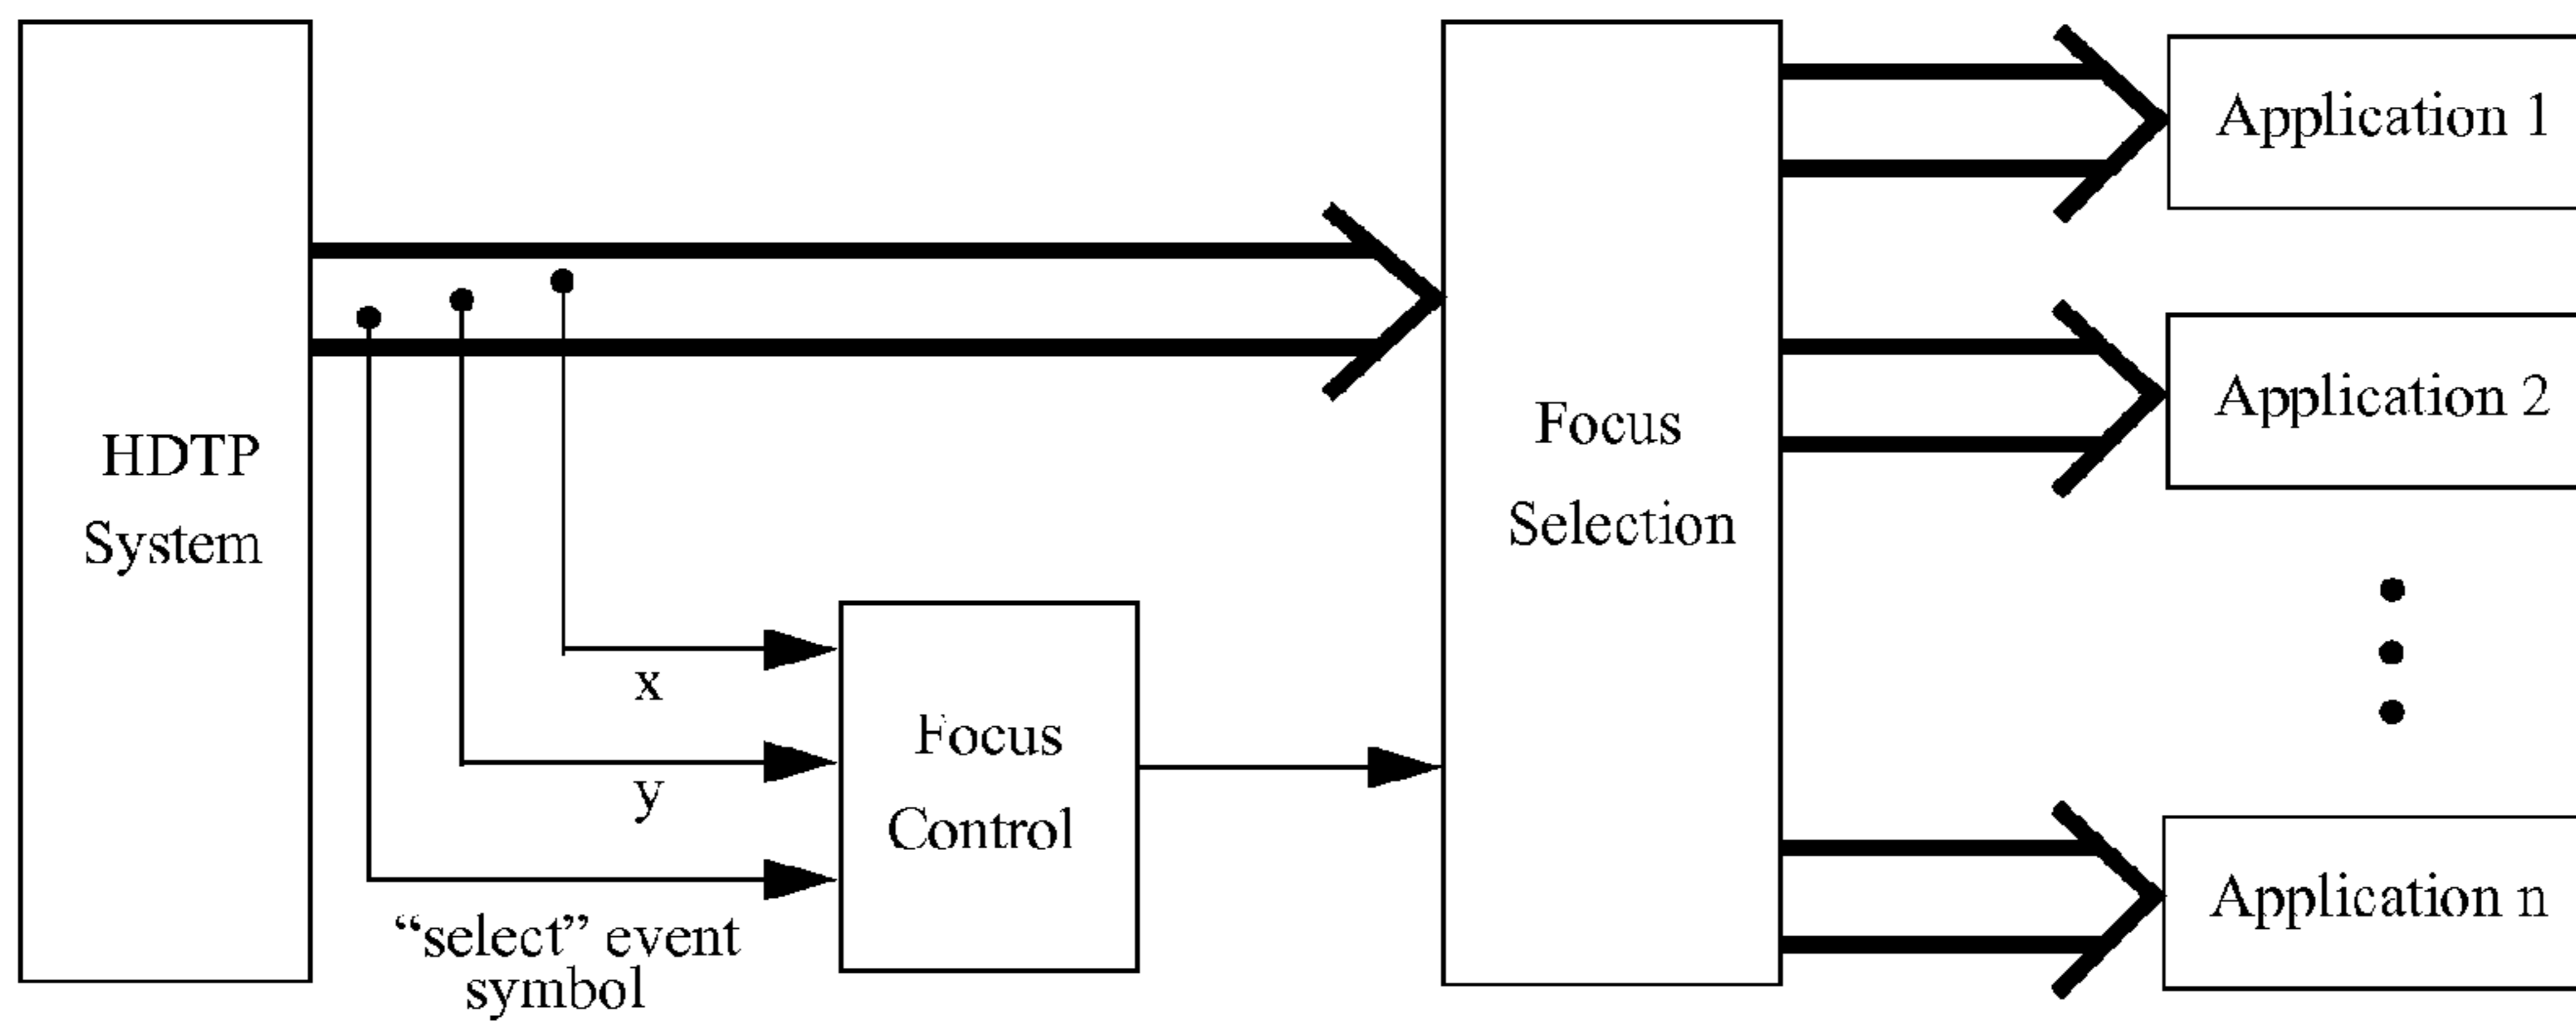 HDTP
System
x
y
“select” event
symbol
Focus
Control
Focus
Selection
Application 1
Application 2
Application n